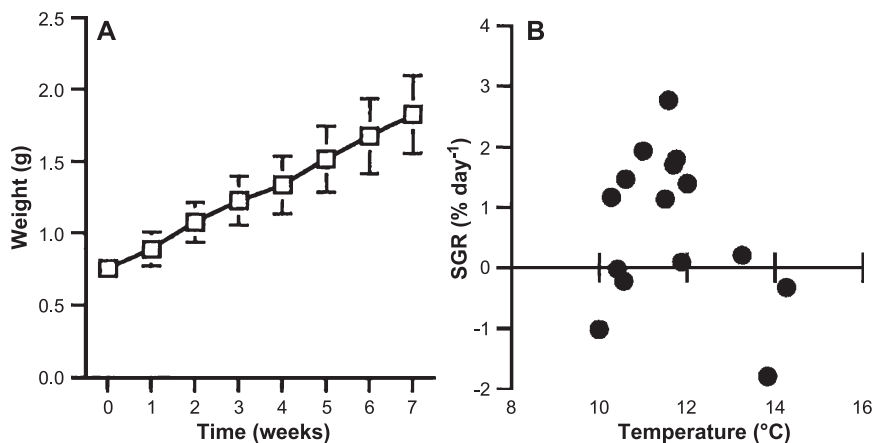 A
Weight (g)
2.5
2.0
1.5
1.0
0.5
0.0
0 1 2 3 4 5 6 7
Time (weeks)
B
SGR (% day⁻¹)
4
3
2
1
0
-1
-2
8 10 12 14 16
Temperature (°C)